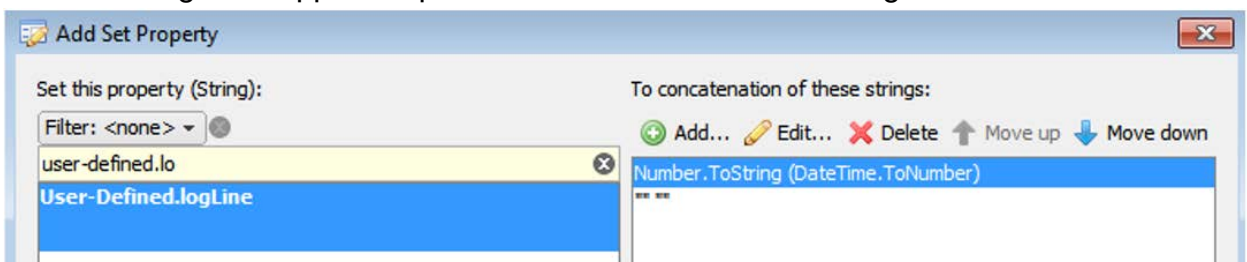 Add Set Property
Set this property (String):
Filter: <none>
user-defined.lo
User-Defined.logLine
To concatenation of these strings:
Add... Edit... Delete Move up Move down
Number.ToString (DateTime.ToNumber)
"" ""